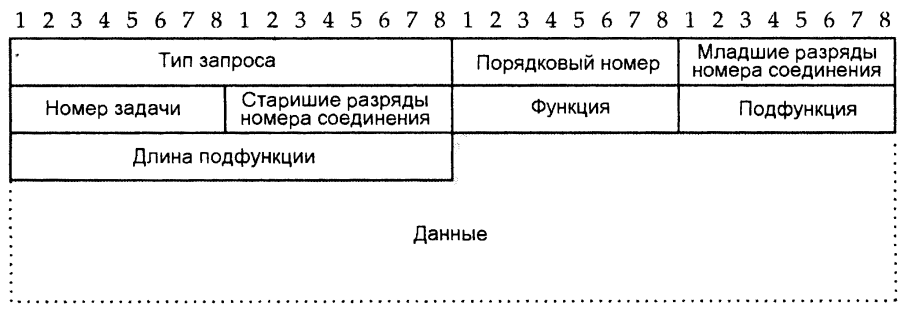 1 2 3 4 5 6 7 8 1 2 3 4 5 6 7 8 1 2 3 4 5 6 7 8 1 2 3 4 5 6 7 8
Тип запроса
Порядковый номер
Младшие разряды
номера соединения
Номер задачи
Старишие разряды
номера соединения
Функция
Подфункция
Длина подфункции
Данные